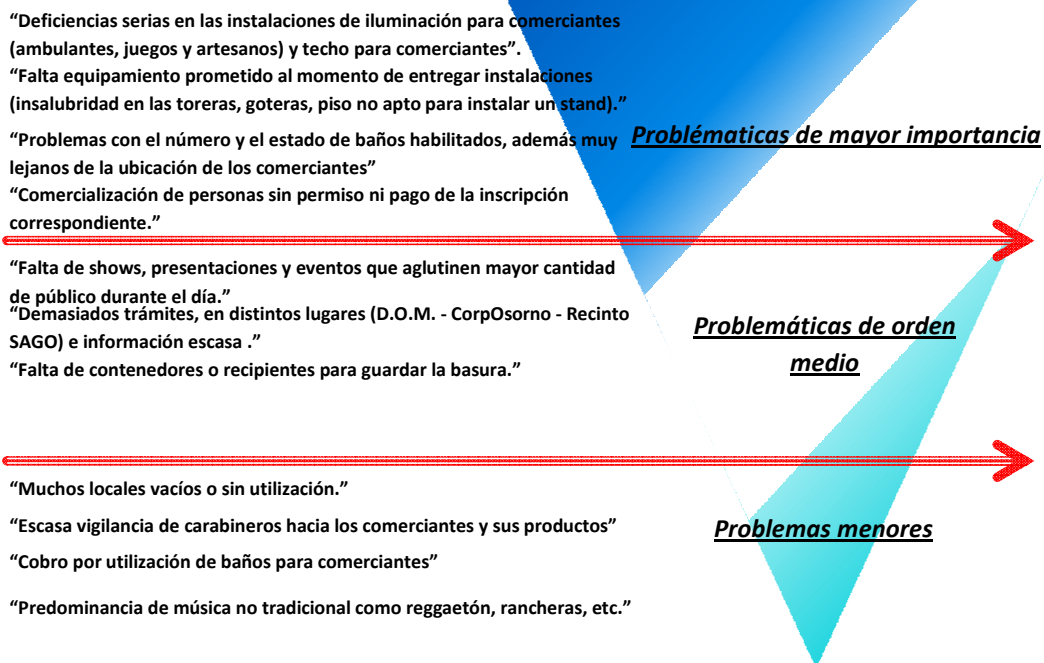 “Deficiencias serias en las instalaciones de iluminación para comerciantes
(ambulantes, juegos y artesanos) y techo para comerciantes”.
“Falta equipamiento prometido al momento de entregar instalaciones
(insalubridad en las toreras, goteras, piso no apto para instalar un stand).”
“Problemas con el número y el estado de baños habilitados, además muy
lejanos de la ubicación de los comerciantes”
“Comercialización de personas sin permiso ni pago de la inscripción
correspondiente.”
Problématicas de mayor importancia
“Falta de shows, presentaciones y eventos que aglutinen mayor cantidad
de público durante el día.”
“Demasiados trámites, en distintos lugares (D.O.M. - CorpOsorno - Recinto
SAGO) e información escasa .”
“Falta de contenedores o recipientes para guardar la basura.”
Problemáticas de orden
medio
“Muchos locales vacíos o sin utilización.”
“Escasa vigilancia de carabineros hacia los comerciantes y sus productos”
“Cobro por utilización de baños para comerciantes”
“Predominancia de música no tradicional como reggaetón, rancheras, etc.”
Problemas menores